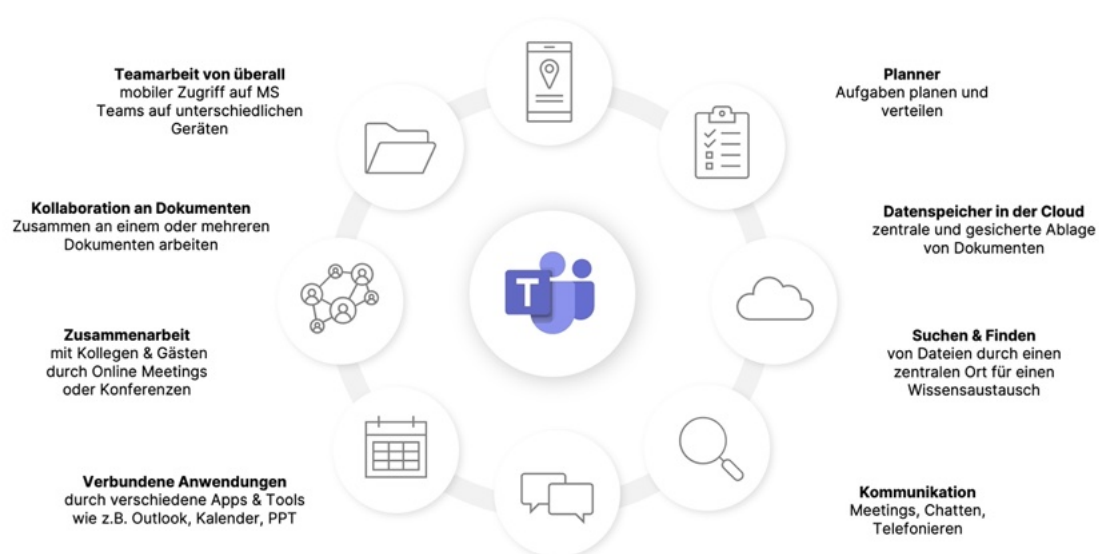 Teamarbeit von überall
mobiler Zugriff auf MS
Teams auf unterschiedlichen
Geräten
Kollaboration an Dokumenten
Zusammen an einem oder mehreren
Dokumenten arbeiten
Zusammenarbeit
mit Kollegen & Gästen
durch Online Meetings
oder Konferenzen
Verbundene Anwendungen
durch verschiedene Apps & Tools
wie z.B. Outlook, Kalender, PPT
T
Planner
Aufgaben planen und
verteilen
Datenspeicher in der Cloud
zentrale und gesicherte Ablage
von Dokumenten
Suchen & Finden
von Dateien durch einen
zentralen Ort für einen
Wissensaustausch
Kommunikation
Meetings, Chatten,
Telefonieren